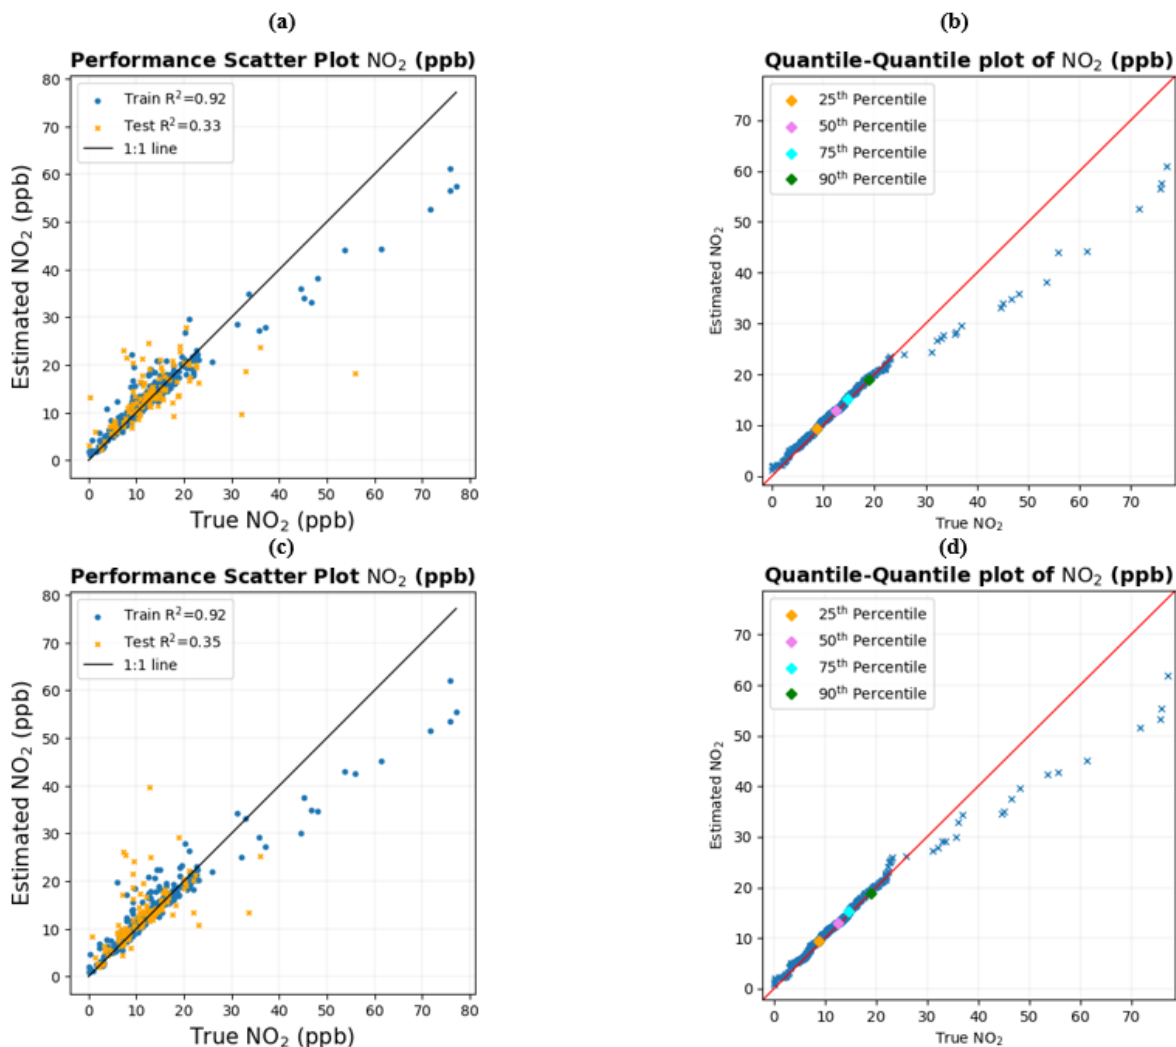 (a)
Performance Scatter Plot NO₂ (ppb)
Train R²=0.92
Test R²=0.33
1:1 line
80
70
60
50
40
30
20
10
0
Estimated NO₂ (ppb)
0 10 20 30 40 50 60 70 80
True NO₂ (ppb)
(b)
Quantile-Quantile plot of NO₂ (ppb)
25th Percentile
50th Percentile
75th Percentile
90th Percentile
70
60
50
40
30
20
10
0
Estimated NO₂
0 10 20 30 40 50 60 70
True NO₂
(c)
Performance Scatter Plot NO₂ (ppb)
Train R²=0.92
Test R²=0.35
1:1 line
80
70
60
50
40
30
20
10
0
Estimated NO₂ (ppb)
0 10 20 30 40 50 60 70 80
True NO₂ (ppb)
(d)
Quantile-Quantile plot of NO₂ (ppb)
25th Percentile
50th Percentile
75th Percentile
90th Percentile
70
60
50
40
30
20
10
0
Estimated NO₂
0 10 20 30 40 50 60 70
True NO₂